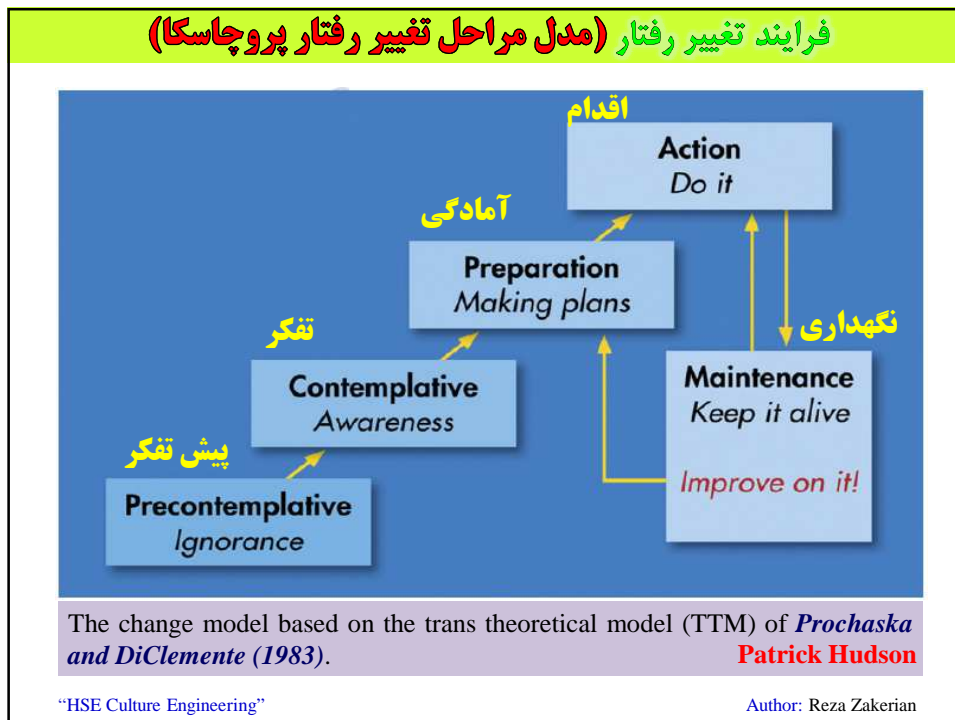 فرایند تغییر رفتار (مدل مراحل تغییر رفتار پروچاسکا)
اقدام
Action
Do it
آمادگی
Preparation
Making plans
نگهداری
Maintenance
Keep it alive
Improve on it!
تفکر
Contemplative
Awareness
پیش تفکر
Precontemplative
Ignorance
The change model based on the trans theoretical model (TTM) of Prochaska
and DiClemente (1983). Patrick Hudson
“HSE Culture Engineering” Author: Reza Zakerian